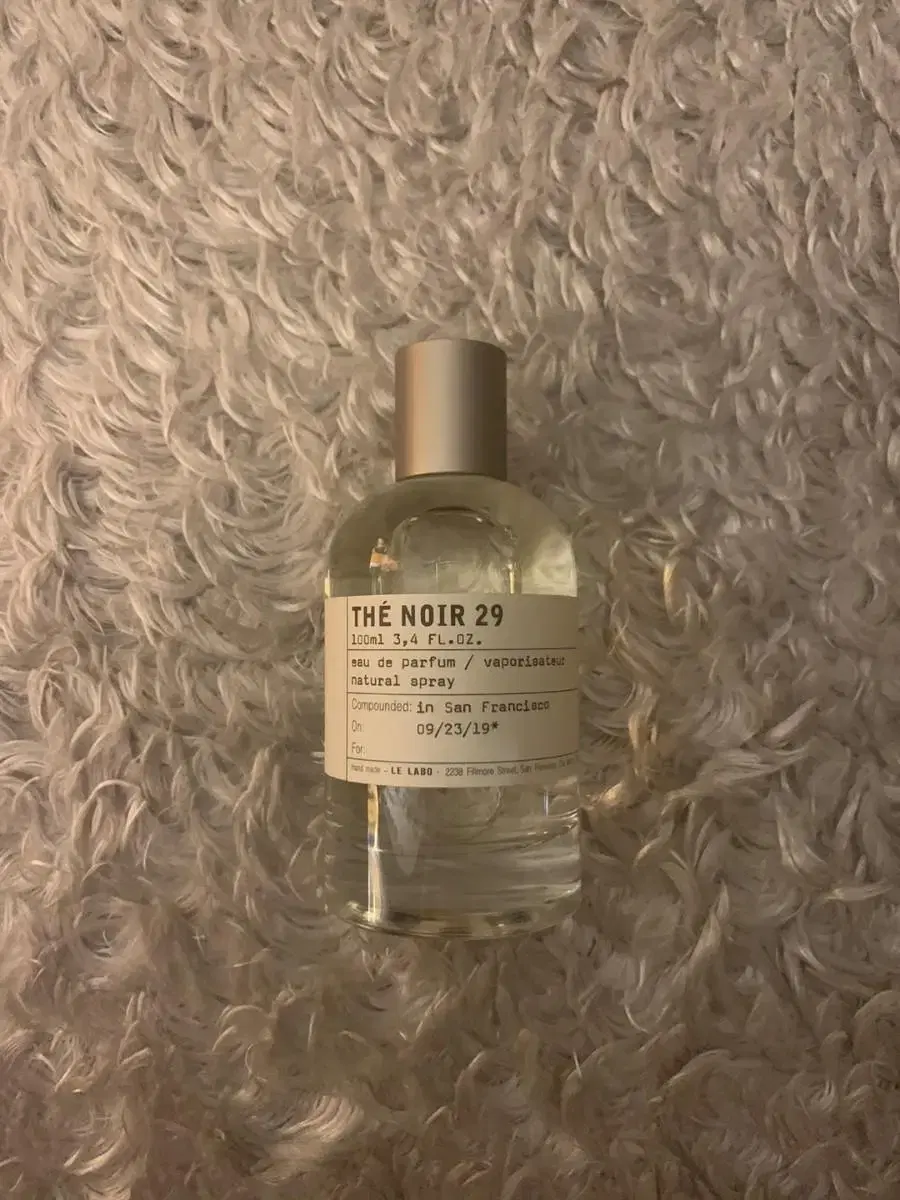 THÉ NOIR 29
100ml 3,4 FL.OZ.
eau de parfum / vaporisateur
natural spray
Compounded: in San Francisco
On: 09/23/19*
For:
Hand made - LE LABO - 2238 Fillmore Street, San Francisco, CA